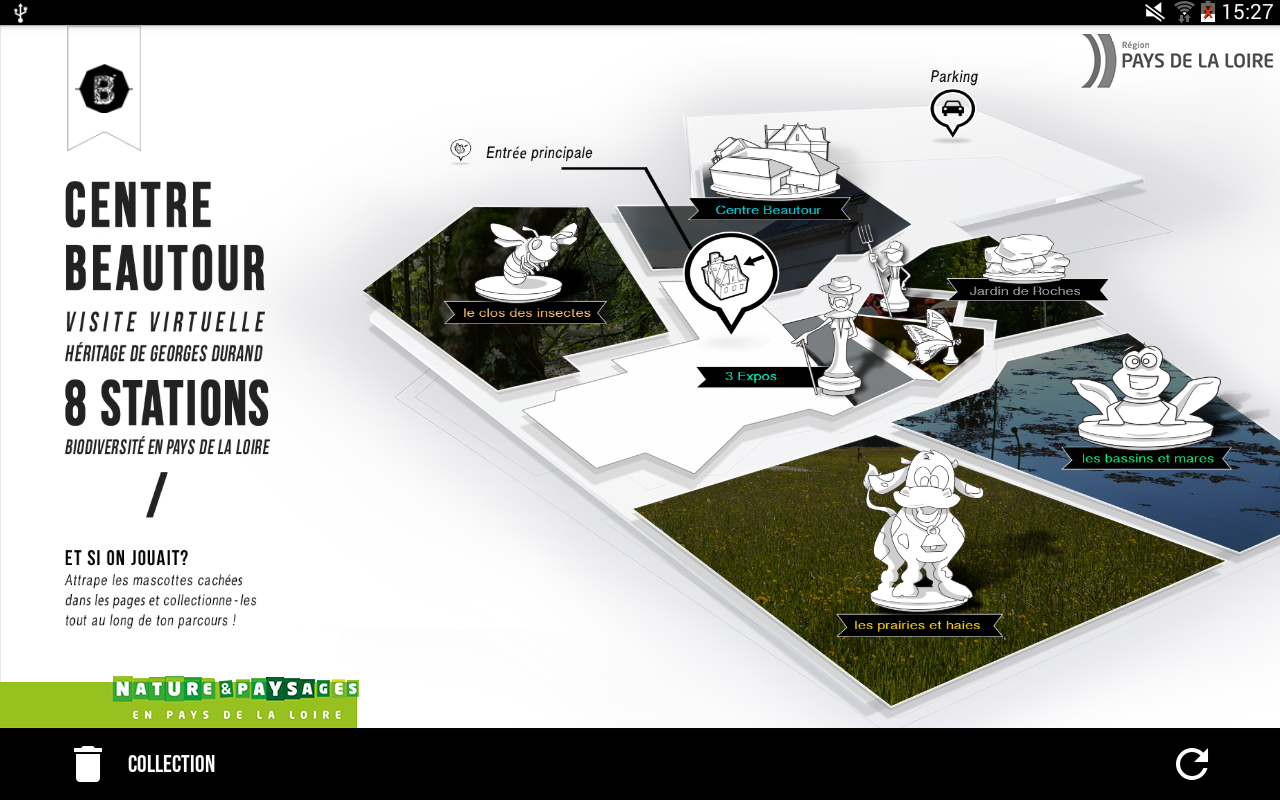 15:27
Région
PAYS DE LA LOIRE
B
Parking
Entrée principale
CENTRE
BEAUTOUR
VISITE VIRTUELLE
HÉRITAGE DE GEORGES DURAND
8 STATIONS
BIODIVERSITÉ EN PAYS DE LA LOIRE
/
ET SI ON JOUAIT?
Attrape les mascottes cachées
dans les pages et collectionne-les
tout au long de ton parcours !
Centre Beautour
le clos des insectes
Jardin de Roches
3 Expos
les bassins et mares
les prairies et haies
NATURE & PAYSAGES
EN PAYS DE LA LOIRE
COLLECTION